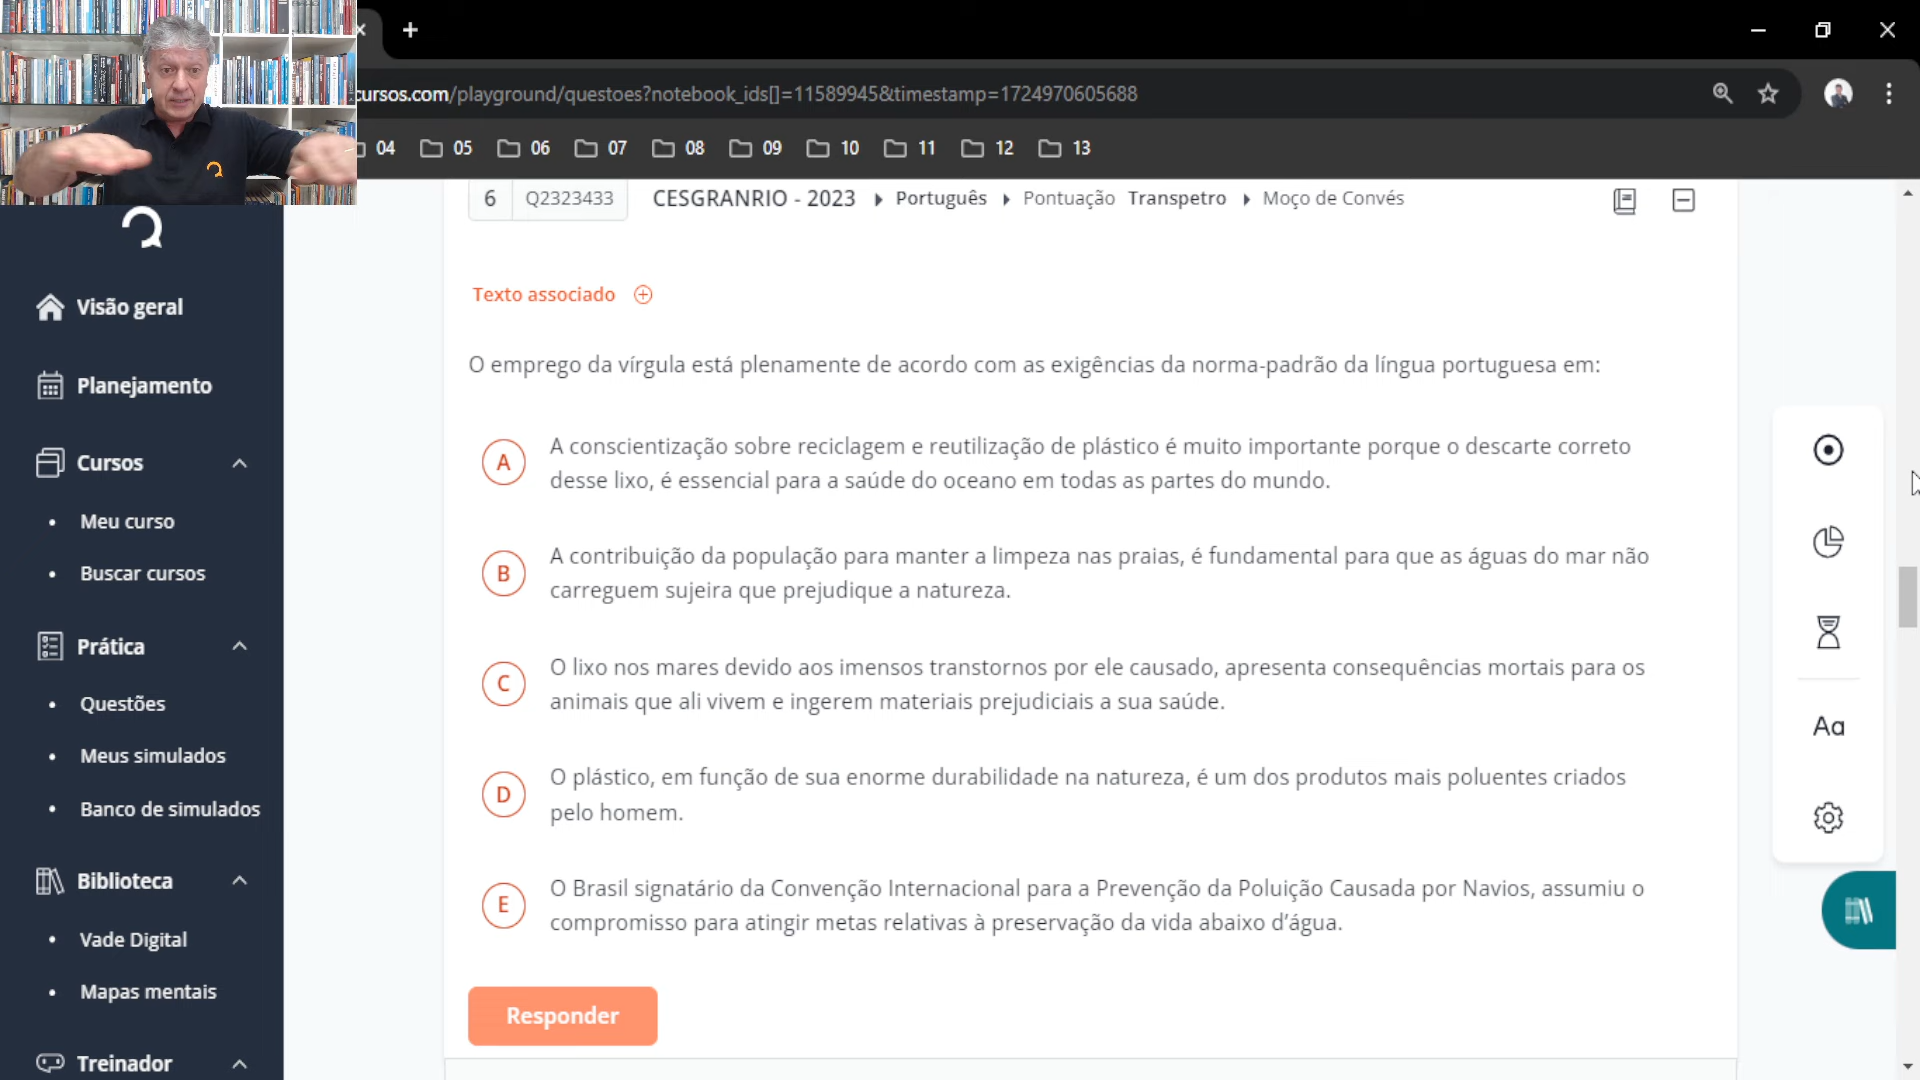 cursos.com/playground/questoes?notebook_ids[]=11589945&timestamp=1724970605688
04 05 06 07 08 09 10 11 12 13
6 Q2323433 CESGRANRIO - 2023 Português Pontuação Transpetro Moço de Convés
Texto associado
O emprego da vírgula está plenamente de acordo com as exigências da norma-padrão da língua portuguesa em:
A A conscientização sobre reciclagem e reutilização de plástico é muito importante porque o descarte correto
desse lixo, é essencial para a saúde do oceano em todas as partes do mundo.
B A contribuição da população para manter a limpeza nas praias, é fundamental para que as águas do mar não
carreguem sujeira que prejudique a natureza.
C O lixo nos mares devido aos imensos transtornos por ele causado, apresenta consequências mortais para os
animais que ali vivem e ingerem materiais prejudiciais a sua saúde.
D O plástico, em função de sua enorme durabilidade na natureza, é um dos produtos mais poluentes criados
pelo homem.
E O Brasil signatário da Convenção Internacional para a Prevenção da Poluição Causada por Navios, assumiu o
compromisso para atingir metas relativas à preservação da vida abaixo d’água.
Responder
Visão geral
Planejamento
Cursos
Meu curso
Buscar cursos
Prática
Questões
Meus simulados
Banco de simulados
Biblioteca
Vade Digital
Mapas mentais
Treinador
Aa